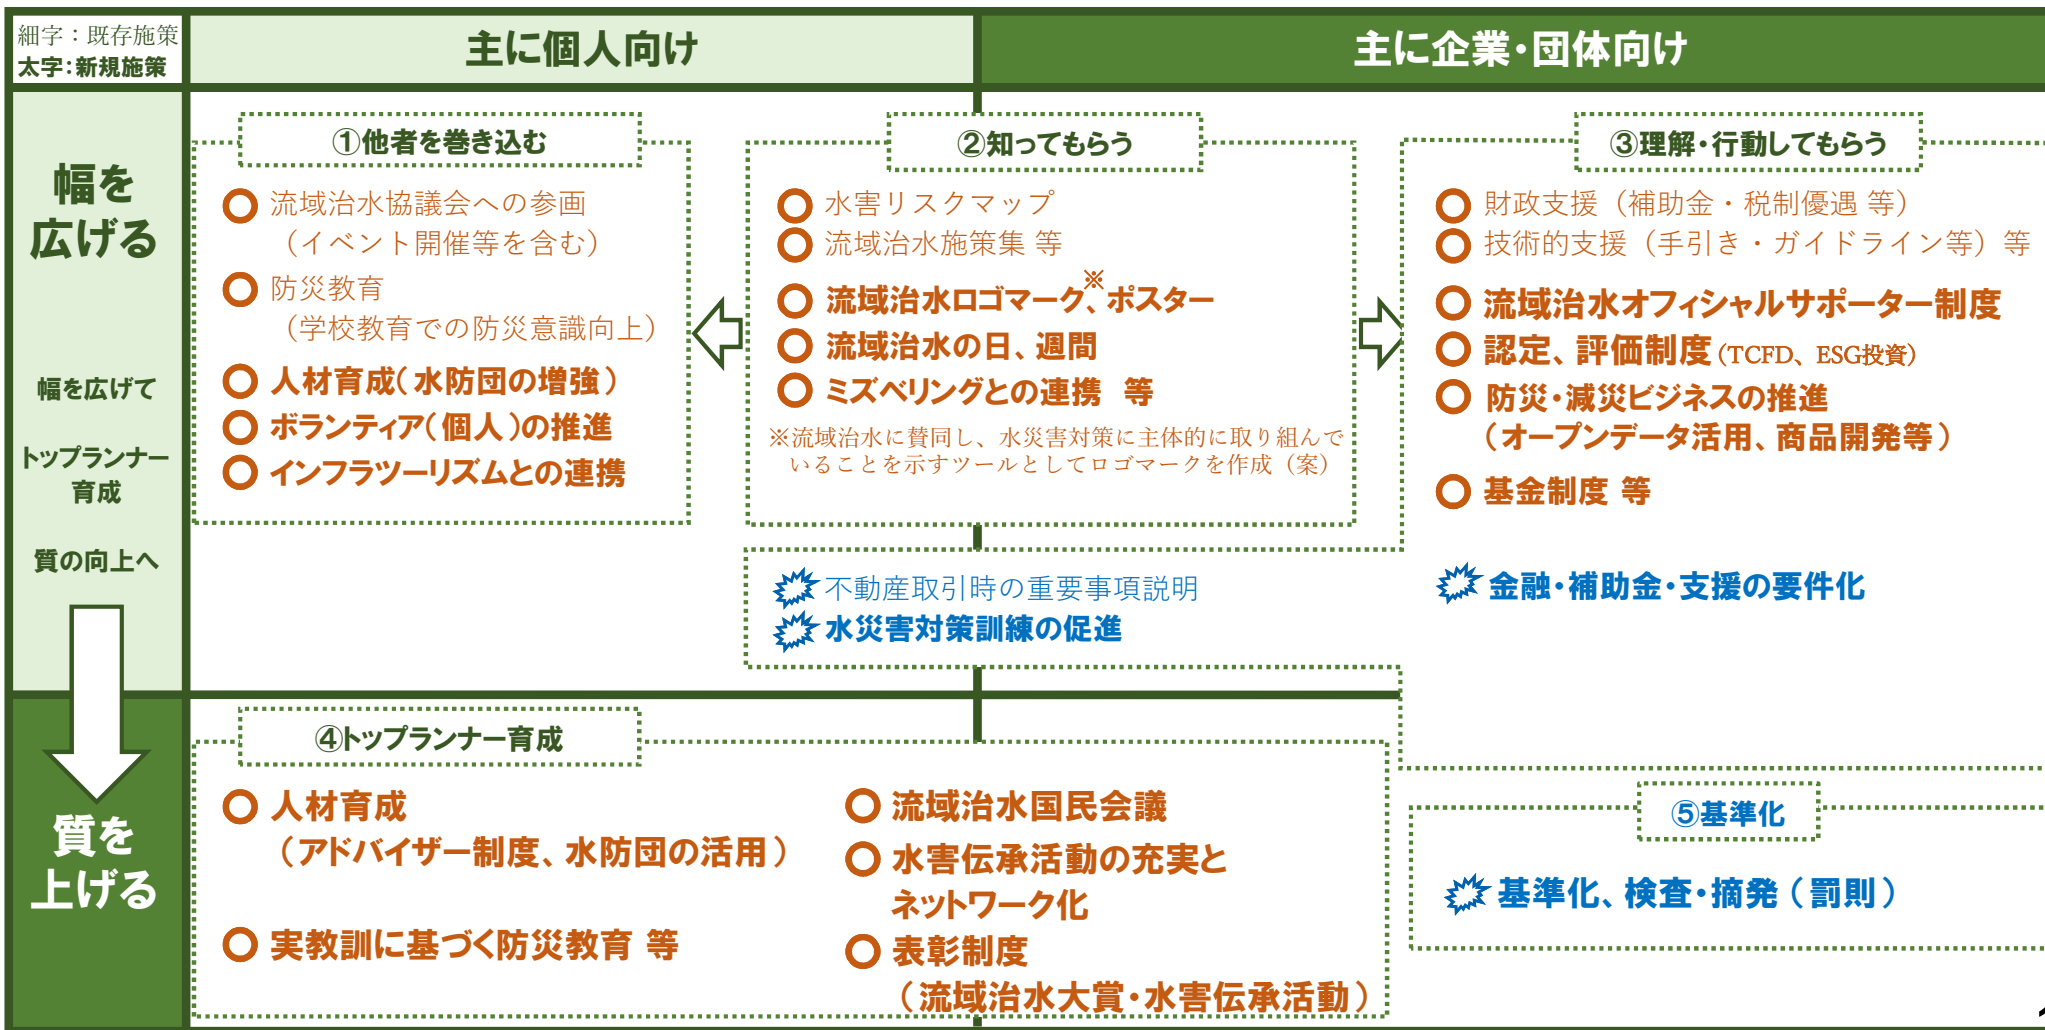 細字：既存施策
太字：新規施策
主に個人向け
主に企業・団体向け
幅を
広げる
幅を広げて
トップランナー
育成
質の向上へ
質を
上げる
①他者を巻き込む
〇 流域治水協議会への参画
（イベント開催等を含む）
〇 防災教育
（学校教育での防災意識向上）
〇 人材育成（水防団の増強）
〇 ボランティア（個人）の推進
〇 インフラツーリズムとの連携
②知ってもらう
〇 水害リスクマップ
〇 流域治水施策集 等
〇 流域治水ロゴマーク※、ポスター
〇 流域治水の日、週間
〇 ミズベリングとの連携 等
※流域治水に賛同し、水災害対策に主体的に取り組んで
いることを示すツールとしてロゴマークを作成（案）
③理解・行動してもらう
〇 財政支援（補助金・税制優遇 等）
〇 技術的支援（手引き・ガイドライン等）等
〇 流域治水オフィシャルサポーター制度
〇 認定、評価制度（TCFD、ESG投資）
〇 防災・減災ビジネスの推進
（オープンデータ活用、商品開発等）
〇 基金制度 等
不動産取引時の重要事項説明
水災害対策訓練の促進
金融・補助金・支援の要件化
④トップランナー育成
〇 人材育成
（アドバイザー制度、水防団の活用）
〇 実教訓に基づく防災教育 等
〇 流域治水国民会議
〇 水害伝承活動の充実と
ネットワーク化
〇 表彰制度
（流域治水大賞・水害伝承活動）
⑤基準化
基準化、検査・摘発（罰則）